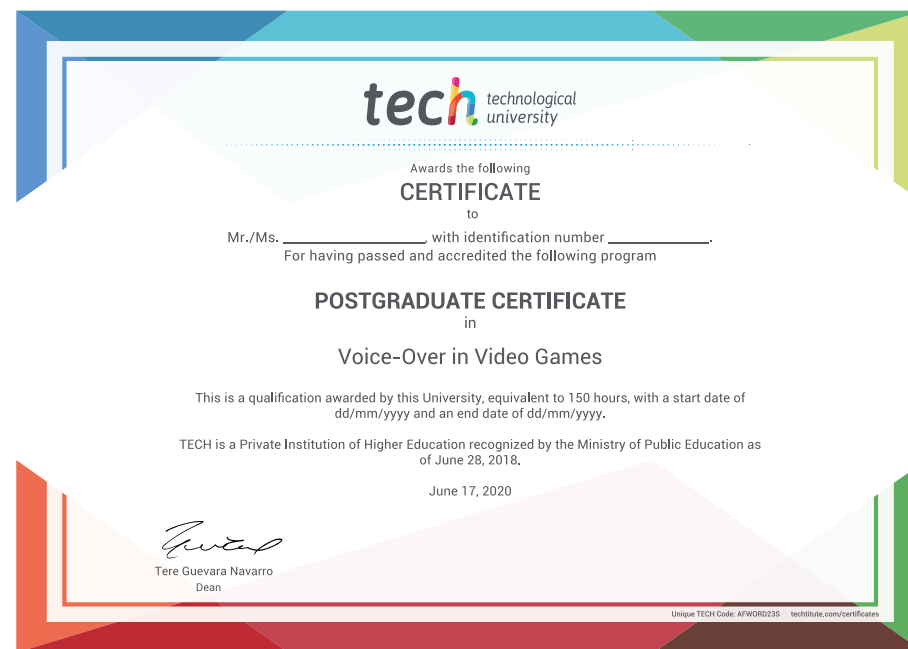 tech technological
university
Awards the following
CERTIFICATE
to
Mr./Ms. ____________________, with identification number ______________.
For having passed and accredited the following program
POSTGRADUATE CERTIFICATE
in
Voice-Over in Video Games
This is a qualification awarded by this University, equivalent to 150 hours, with a start date of
dd/mm/yyyy and an end date of dd/mm/yyyy.
TECH is a Private Institution of Higher Education recognized by the Ministry of Public Education as
of June 28, 2018.
June 17, 2020
Tere Guevara Navarro
Dean
Unique TECH Code: AFWORD23S techtitute.com/certificates